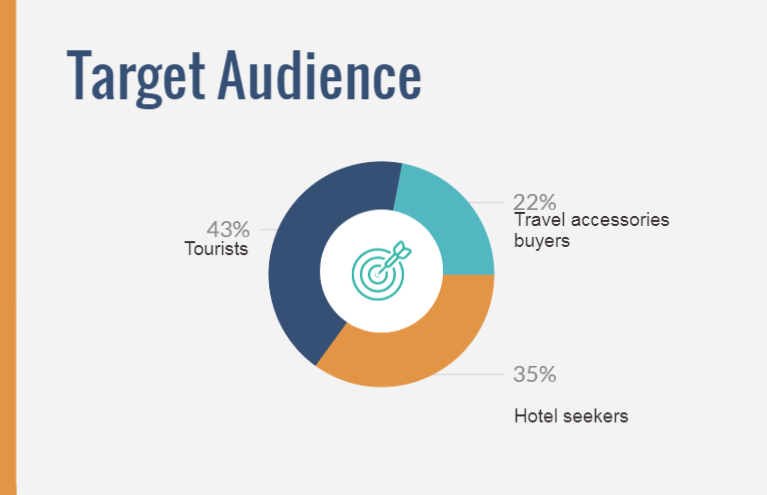 Target Audience
43%
Tourists
22%
Travel accessories
buyers
35%
Hotel seekers